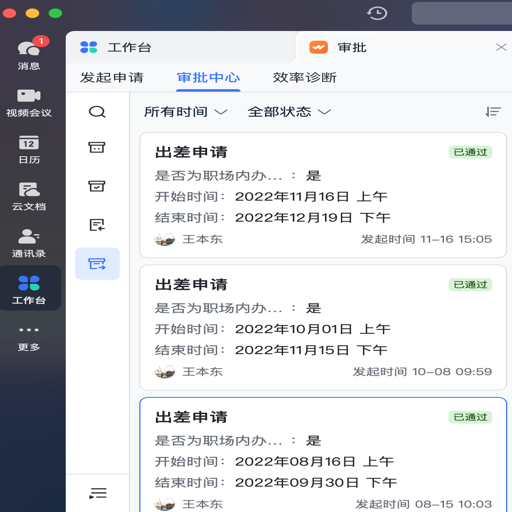 1
消息
视频会议
12
日历
云文档
通讯录
工作台
更多
工作台
审批
发起申请
审批中心
效率诊断
所有时间
全部状态
出差申请
已通过
是否为职场内办... ： 是
开始时间： 2022年11月16日 上午
结束时间： 2022年12月19日 下午
王本东
发起时间 11-16 15:05
出差申请
已通过
是否为职场内办... ： 是
开始时间： 2022年10月01日 上午
结束时间： 2022年11月15日 下午
王本东
发起时间 10-08 09:59
出差申请
已通过
是否为职场内办... ： 是
开始时间： 2022年08月16日 上午
结束时间： 2022年09月30日 下午
王本东
发起时间 08-15 10:03